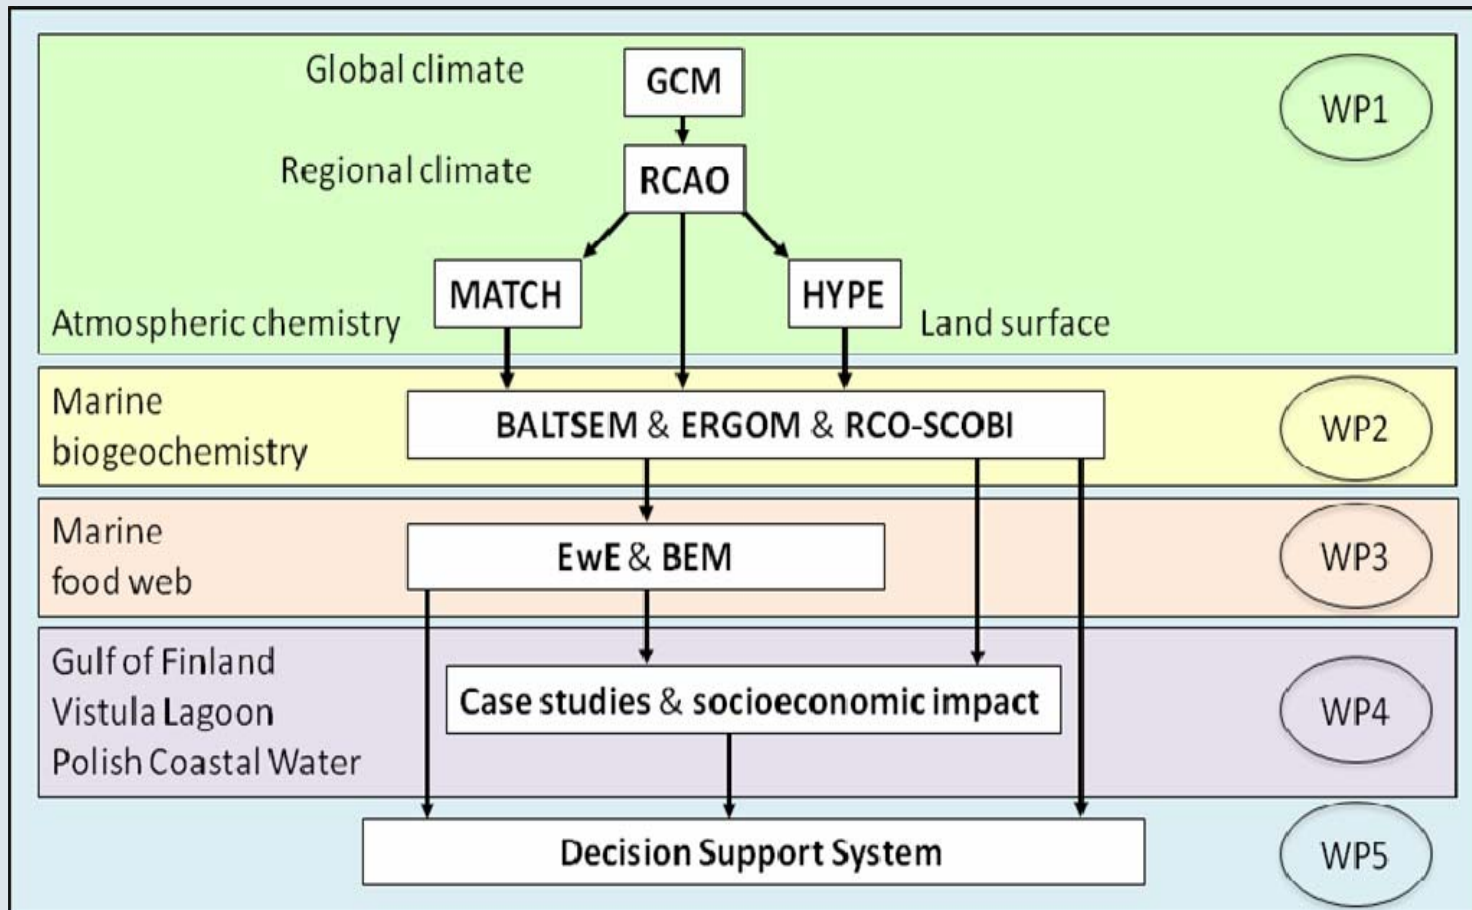 Global climate
GCM
WP1
Regional climate
RCAO
MATCH
HYPE
Atmospheric chemistry
Land surface
Marine
biogeochemistry
BALTSEM & ERGOM & RCO-SCOBI
WP2
Marine
food web
EwE & BEM
WP3
Gulf of Finland
Vistula Lagoon
Polish Coastal Water
Case studies & socioeconomic impact
WP4
Decision Support System
WP5